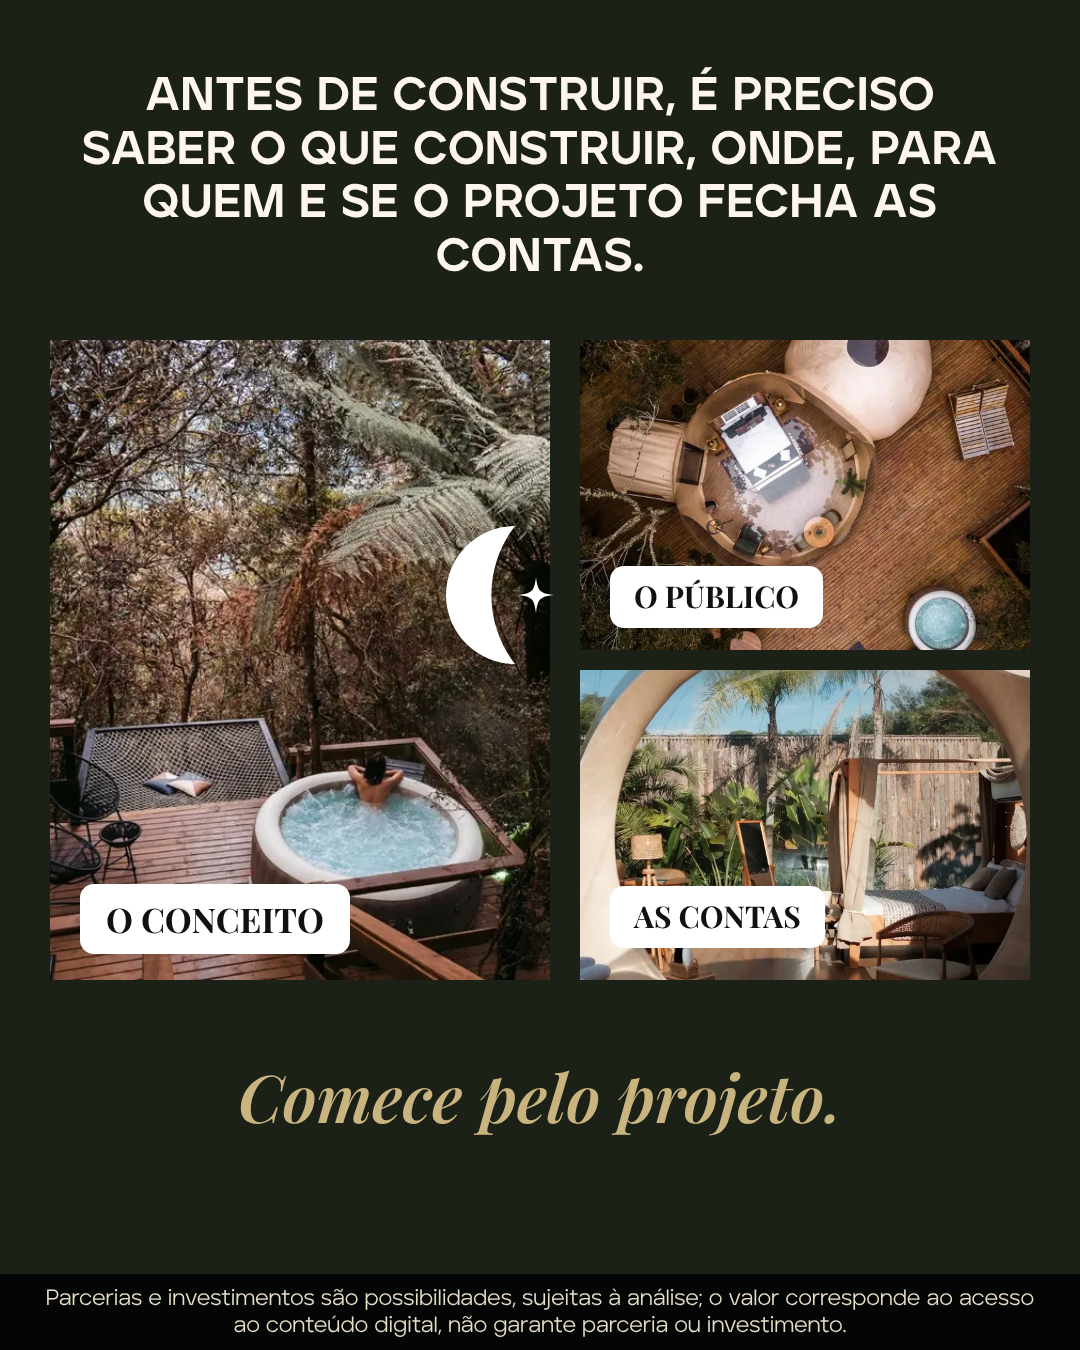 ANTES DE CONSTRUIR, É PRECISO
SABER O QUE CONSTRUIR, ONDE, PARA
QUEM E SE O PROJETO FECHA AS
CONTAS.
O CONCEITO
O PÚBLICO
AS CONTAS
Comece pelo projeto.
Parcerias e investimentos são possibilidades, sujeitas à análise; o valor corresponde ao acesso
ao conteúdo digital, não garante parceria ou investimento.